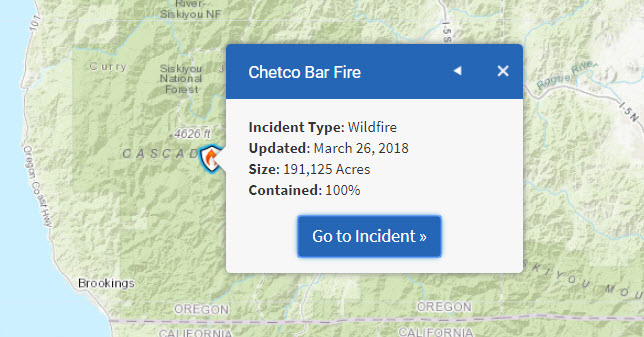 Rogue River-
Siskiyou NF
Curry
Siskiyou
National
Forest
4626 ft
CASCAD
Oregon Coast Hwy
Brookings
OREGON
CALIFORNIA
Chetco Bar Fire
Incident Type: Wildfire
Updated: March 26, 2018
Size: 191,125 Acres
Contained: 100%
Go to Incident »
Rogue River
I 5 N
I 5 N
SKIYOU MOU
OREGON
CALIFORNIA